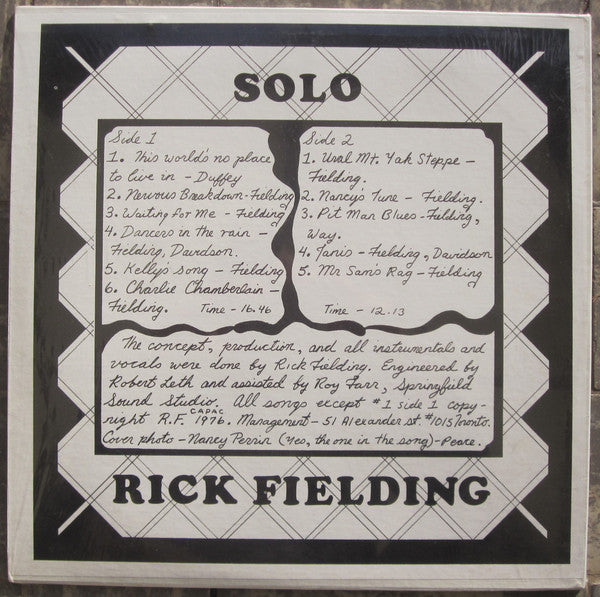 SOLO
Side 1
1. This world's no place
to live in - Duffey
2. Nervous Breakdown - Fielding
3. Waiting for Me - Fielding
4. Dancers in the rain -
Fielding, Davidson.
5. Kelly's song - Fielding
6. Charlie Chamberlain -
Fielding. Time - 16.46
Side 2
1. Ural Mt. Yak Steppe -
Fielding.
2. Nancy's Tune - Fielding.
3. Pit Man Blues - Fielding,
Way.
4. Janis - Fielding, Davidson
5. Mr Sam's Rag - Fielding
Time - 12.13
The concept, production, and all instrumentals and
vocals were done by Rick Fielding. Engineered by
Robert Leth and assisted by Roy Farr, Springfield
Sound Studio. All songs except #1 side 1 copy-
right R.F. CAPAC 1976. Management - 51 Alexander st. #1015 Toronto.
Cover photo - Nancy Perrin (Yes, the one in the song) - Peace.
RICK FIELDING